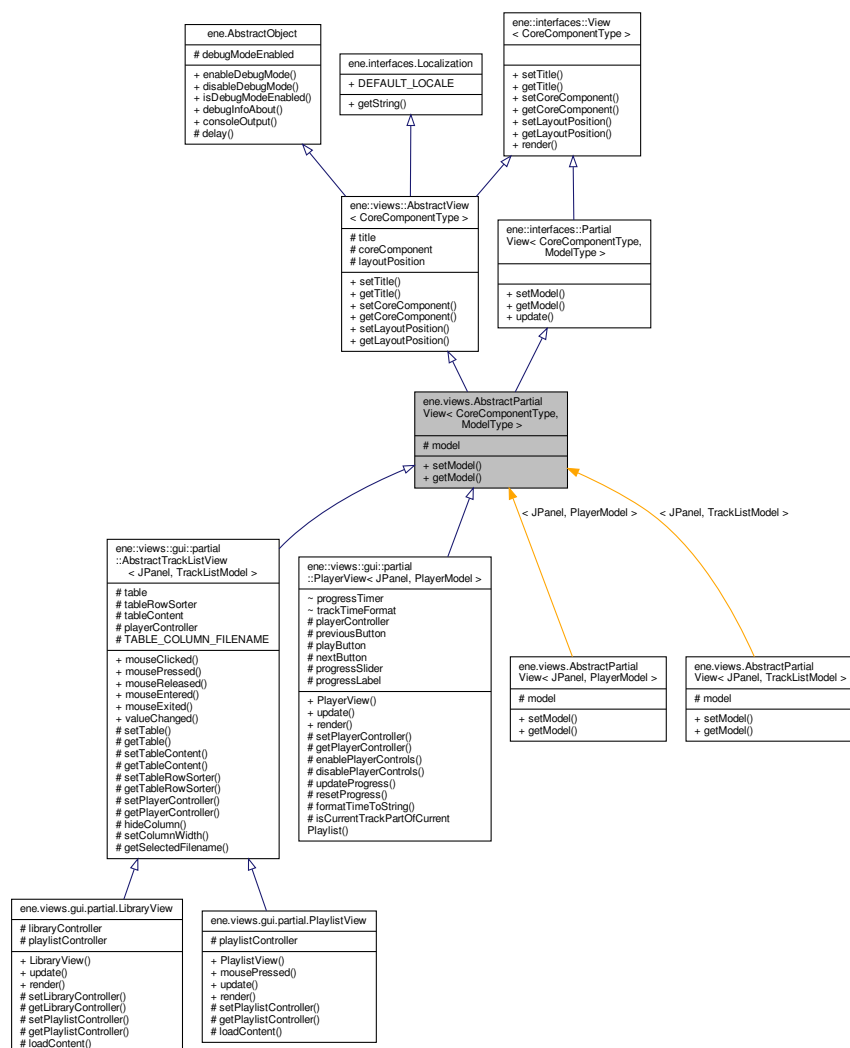 ene.AbstractObject
# debugModeEnabled
+ enableDebugMode()
+ disableDebugMode()
+ isDebugModeEnabled()
+ debugInfoAbout()
+ consoleOutput()
# delay()
ene.interfaces.Localization
+ DEFAULT_LOCALE
+ getString()
ene::interfaces::View
< CoreComponentType >
+ setTitle()
+ getTitle()
+ setCoreComponent()
+ getCoreComponent()
+ setLayoutPosition()
+ getLayoutPosition()
+ render()
ene::views::AbstractView
< CoreComponentType >
# title
# coreComponent
# layoutPosition
+ setTitle()
+ getTitle()
+ setCoreComponent()
+ getCoreComponent()
+ setLayoutPosition()
+ getLayoutPosition()
ene::interfaces::Partial
View< CoreComponentType,
ModelType >
+ setModel()
+ getModel()
+ update()
ene.views.AbstractPartial
View< CoreComponentType,
ModelType >
# model
+ setModel()
+ getModel()
< JPanel, PlayerModel >
< JPanel, TrackListModel >
ene::views::gui::partial
::AbstractTrackListView
< JPanel, TrackListModel >
# table
# tableRowSorter
# tableContent
# playerController
# TABLE_COLUMN_FILENAME
+ mouseClicked()
+ mousePressed()
+ mouseReleased()
+ mouseEntered()
+ mouseExited()
+ valueChanged()
# setTable()
# getTable()
# setTableContent()
# getTableContent()
# setTableRowSorter()
# getTableRowSorter()
# setPlayerController()
# getPlayerController()
# hideColumn()
# setColumnWidth()
# getSelectedFilename()
ene::views::gui::partial
::PlayerView< JPanel, PlayerModel >
~ progressTimer
~ trackTimeFormat
# playerController
# previousButton
# playButton
# nextButton
# progressSlider
# progressLabel
+ PlayerView()
+ update()
+ render()
# setPlayerController()
# getPlayerController()
# enablePlayerControls()
# disablePlayerControls()
# updateProgress()
# resetProgress()
# formatTimeToString()
# isCurrentTrackPartOfCurrent
Playlist()
ene.views.AbstractPartial
View< JPanel, PlayerModel >
# model
+ setModel()
+ getModel()
ene.views.AbstractPartial
View< JPanel, TrackListModel >
# model
+ setModel()
+ getModel()
ene.views.gui.partial.LibraryView
# libraryController
# playlistController
+ LibraryView()
+ update()
+ render()
# setLibraryController()
# getLibraryController()
# setPlaylistController()
# getPlaylistController()
# loadContent()
ene.views.gui.partial.PlaylistView
# playlistController
+ PlaylistView()
+ mousePressed()
+ update()
+ render()
# setPlaylistController()
# getPlaylistController()
# loadContent()